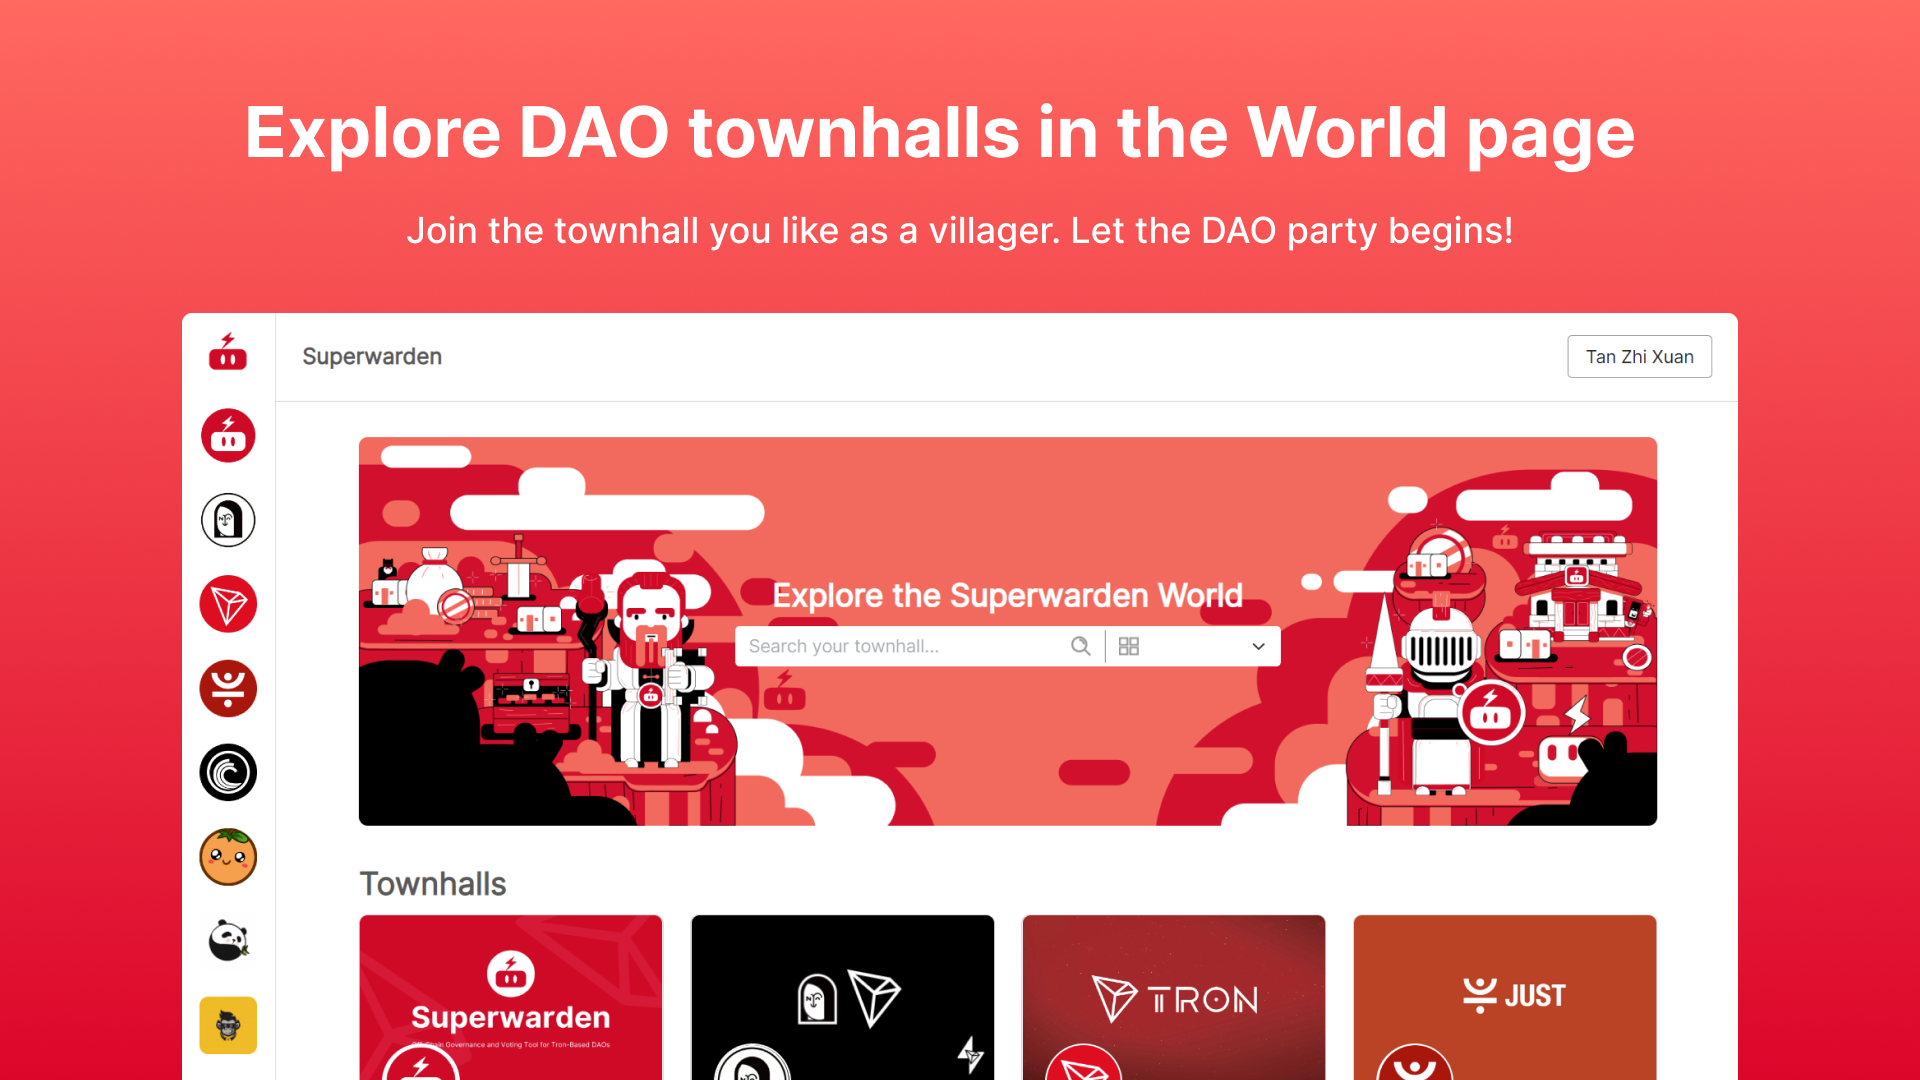 Explore DAO townhalls in the World page
Join the townhall you like as a villager. Let the DAO party begins!
Superwarden
Tan Zhi Xuan
Explore the Superwarden World
Search your townhall...
Townhalls
Superwarden
Chain Governance and Voting Tool for Tron-Based DAOs
TRON
JUST